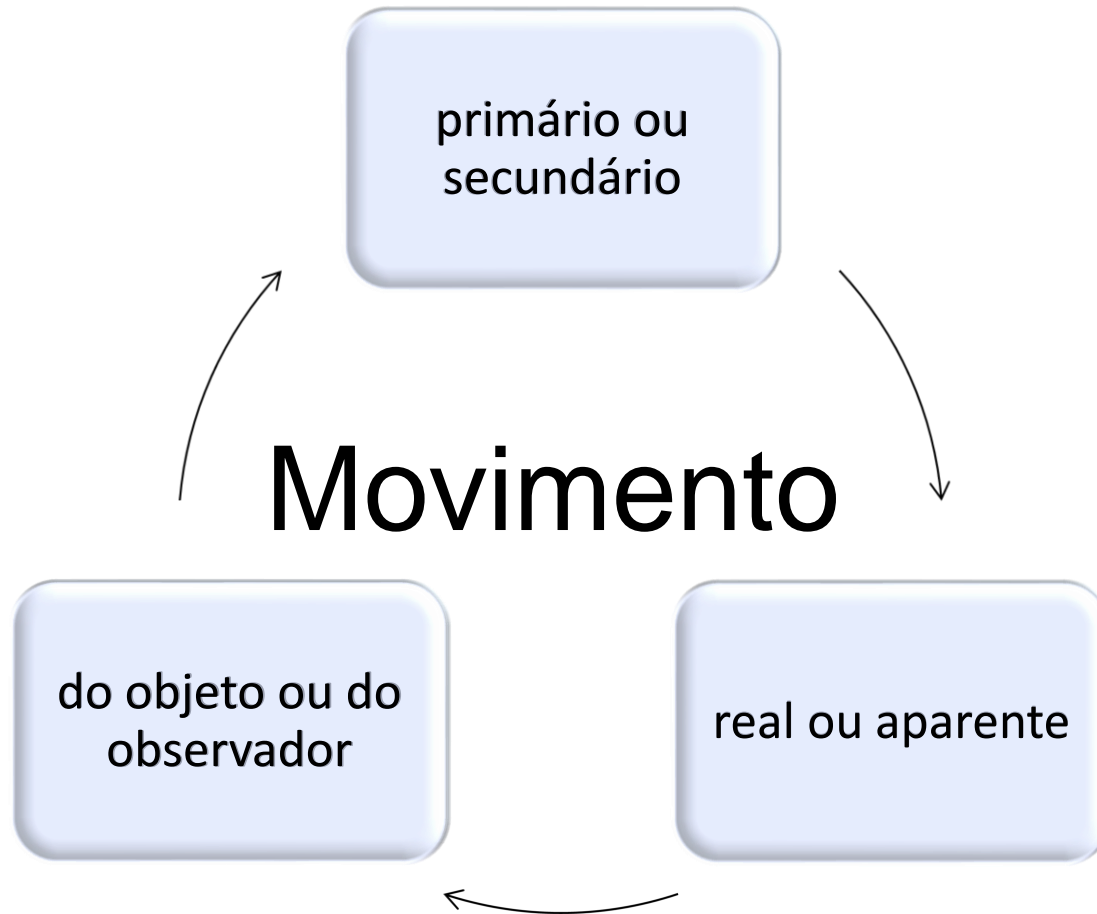 primário ou
secundário
Movimento
do objeto ou do
observador
real ou aparente